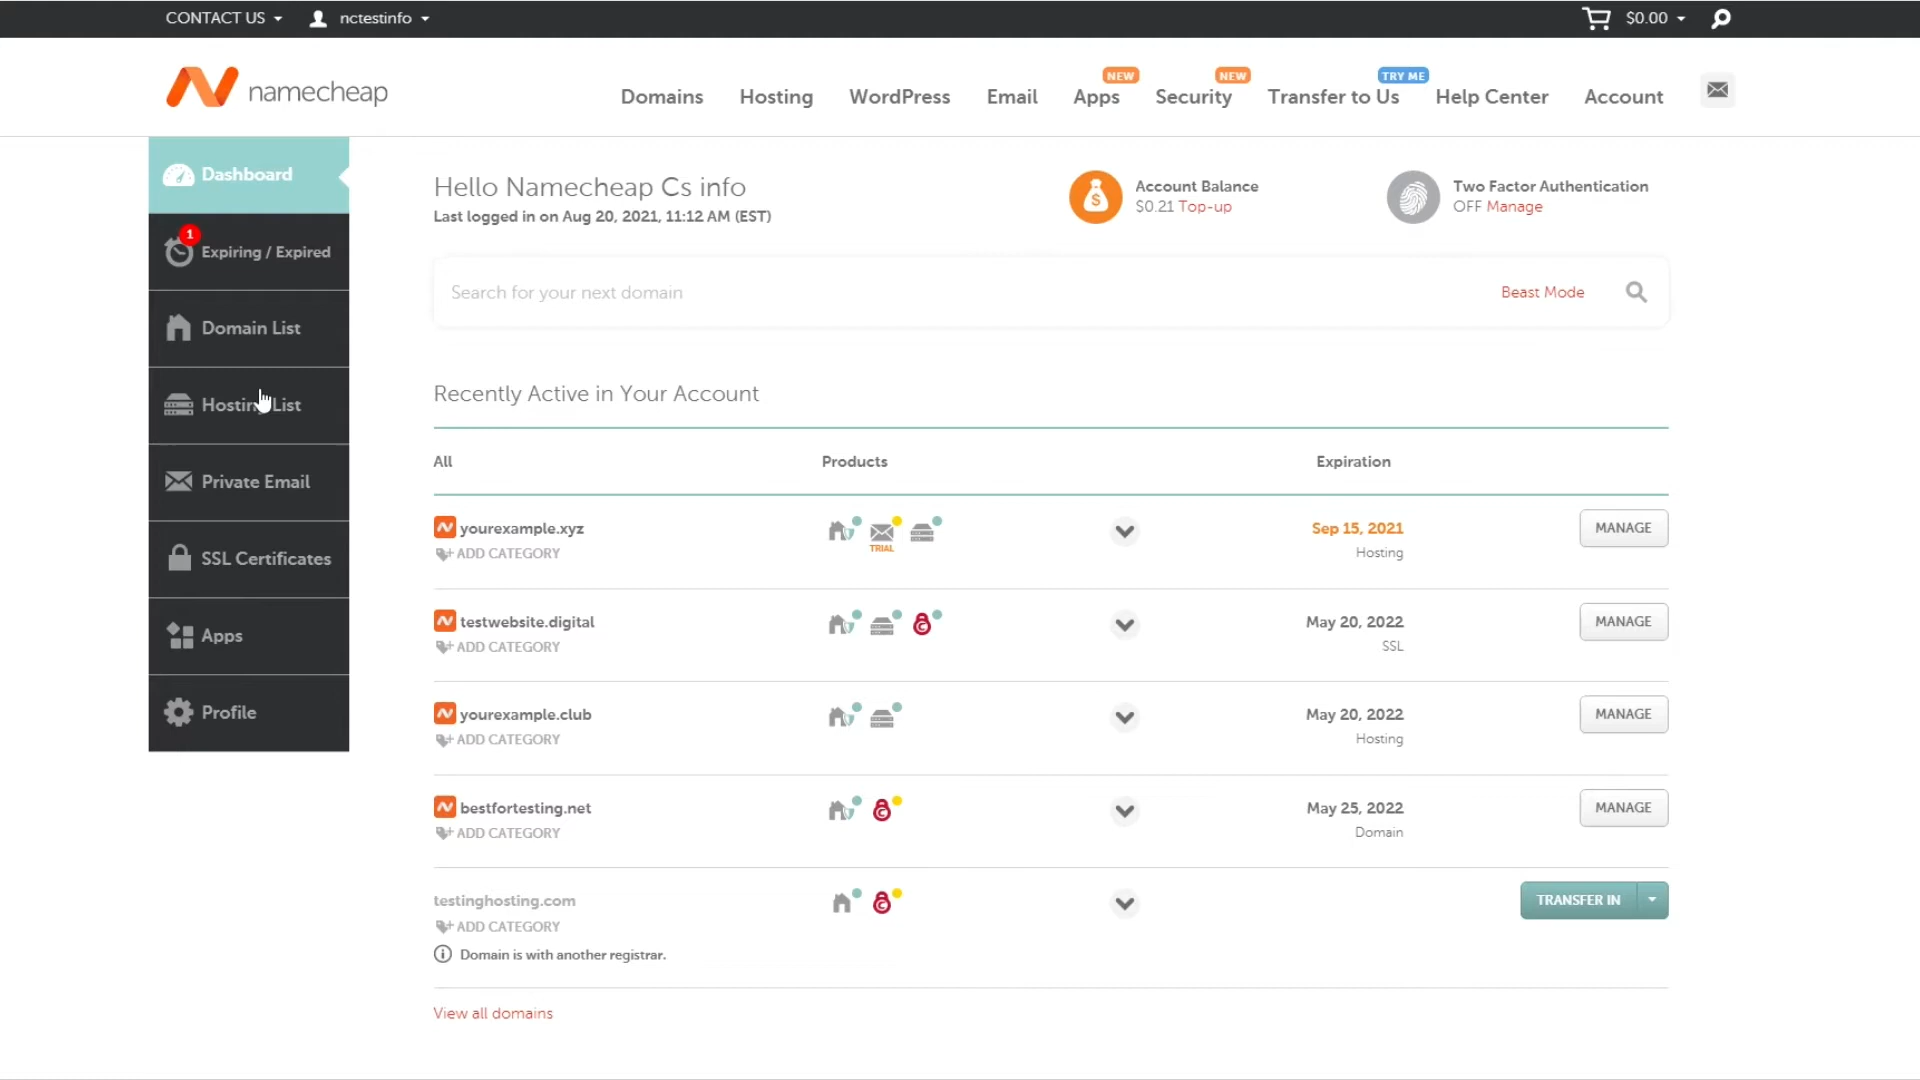 CONTACT US
nctestinfo
$0.00
namecheap
Domains
Hosting
WordPress
Email
Apps
NEW
Security
NEW
Transfer to Us
TRY ME
Help Center
Account
Dashboard
1
Expiring / Expired
Domain List
Hosting List
Private Email
SSL Certificates
Apps
Profile
Hello Namecheap Cs info
Last logged in on Aug 20, 2021, 11:12 AM (EST)
Account Balance
$0.21 Top-up
Two Factor Authentication
OFF Manage
Search for your next domain
Beast Mode
Recently Active in Your Account
All Products Expiration
yourexample.xyz
ADD CATEGORY
TRIAL
Sep 15, 2021
Hosting
MANAGE
testwebsite.digital
ADD CATEGORY
May 20, 2022
SSL
MANAGE
yourexample.club
ADD CATEGORY
May 20, 2022
Hosting
MANAGE
bestfortesting.net
ADD CATEGORY
May 25, 2022
Domain
MANAGE
testinghosting.com
ADD CATEGORY
Domain is with another registrar.
TRANSFER IN
View all domains